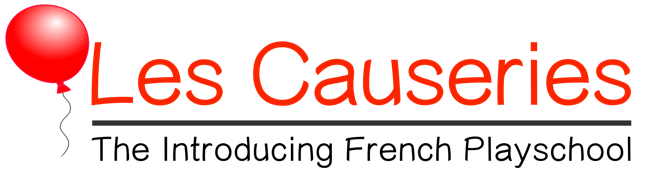 Les Causeries
The Introducing French Playschool